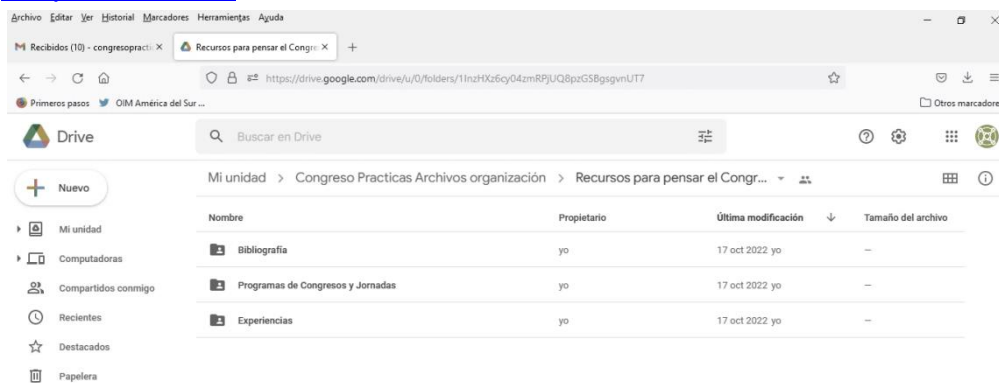 Archivo Editar Ver Historial Marcadores Herramientas Ayuda
Recibidos (10) - congresopractic
Recursos para pensar el Congre
https://drive.google.com/drive/u/0/folders/1InzHXz6cy04zmRPjUQ8pzGSBgsgvnUT7
Primeros pasos OIM América del Sur ...
Otros marcadore
Drive
Buscar en Drive
Nuevo
Mi unidad > Congreso Practicas Archivos organización > Recursos para pensar el Congr...
Nombre Propietario Última modificación Tamaño del archivo
Mi unidad
Bibliografía yo 17 oct 2022 yo —
Computadoras
Programas de Congresos y Jornadas yo 17 oct 2022 yo —
Compartidos conmigo
Experiencias yo 17 oct 2022 yo —
Recientes
Destacados
Papelera